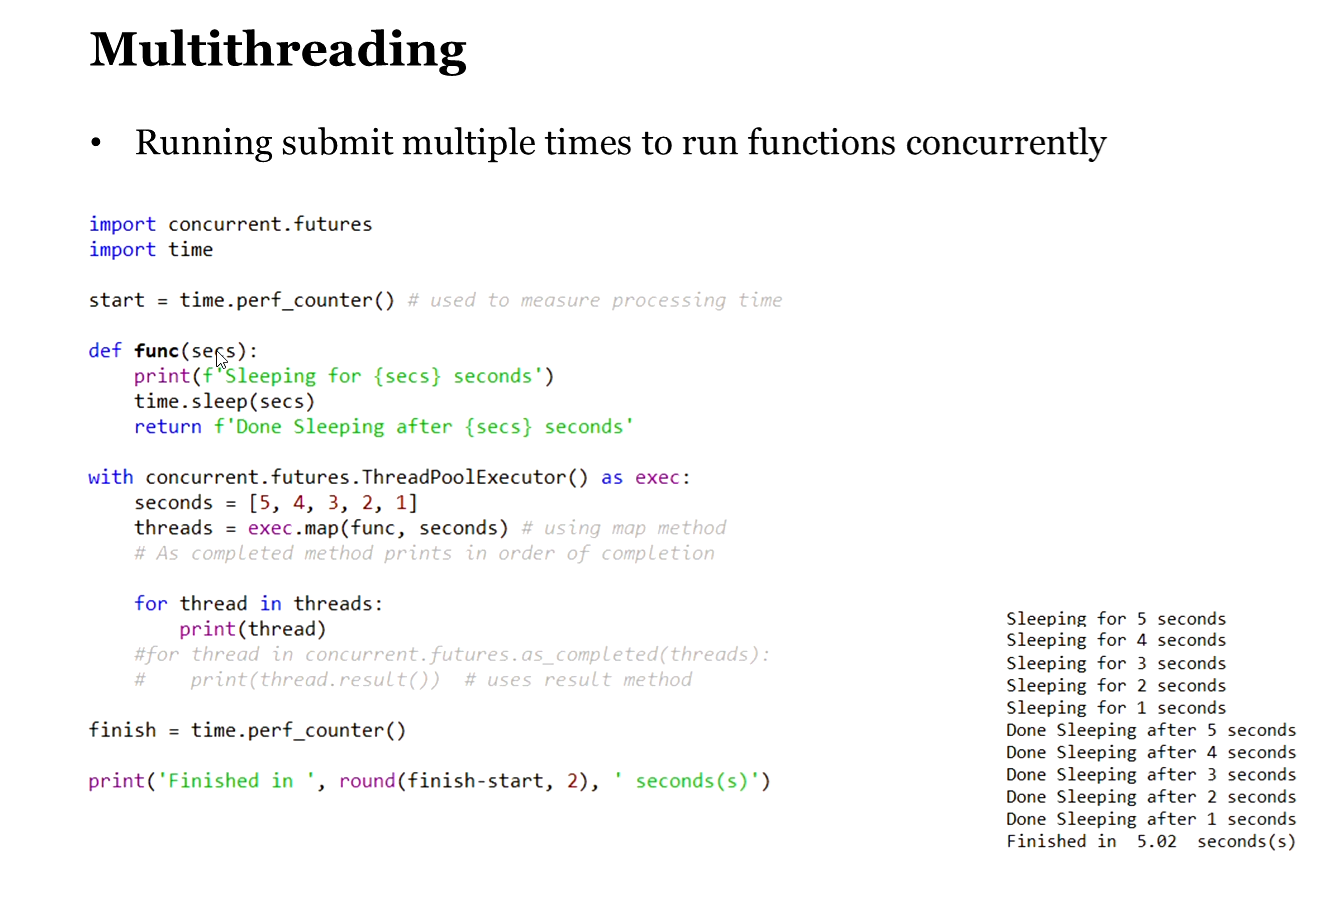 Multithreading
• Running submit multiple times to run functions concurrently
import concurrent.futures
import time
start = time.perf_counter() # used to measure processing time
def func(secs):
    print(f'Sleeping for {secs} seconds')
    time.sleep(secs)
    return f'Done Sleeping after {secs} seconds'
with concurrent.futures.ThreadPoolExecutor() as exec:
    seconds = [5, 4, 3, 2, 1]
    threads = exec.map(func, seconds) # using map method
    # As completed method prints in order of completion
    for thread in threads:
        print(thread)
    #for thread in concurrent.futures.as_completed(threads):
    #    print(thread.result())  # uses result method
finish = time.perf_counter()
print('Finished in ', round(finish-start, 2), ' seconds(s)')
Sleeping for 5 seconds
Sleeping for 4 seconds
Sleeping for 3 seconds
Sleeping for 2 seconds
Sleeping for 1 seconds
Done Sleeping after 5 seconds
Done Sleeping after 4 seconds
Done Sleeping after 3 seconds
Done Sleeping after 2 seconds
Done Sleeping after 1 seconds
Finished in  5.02  seconds(s)